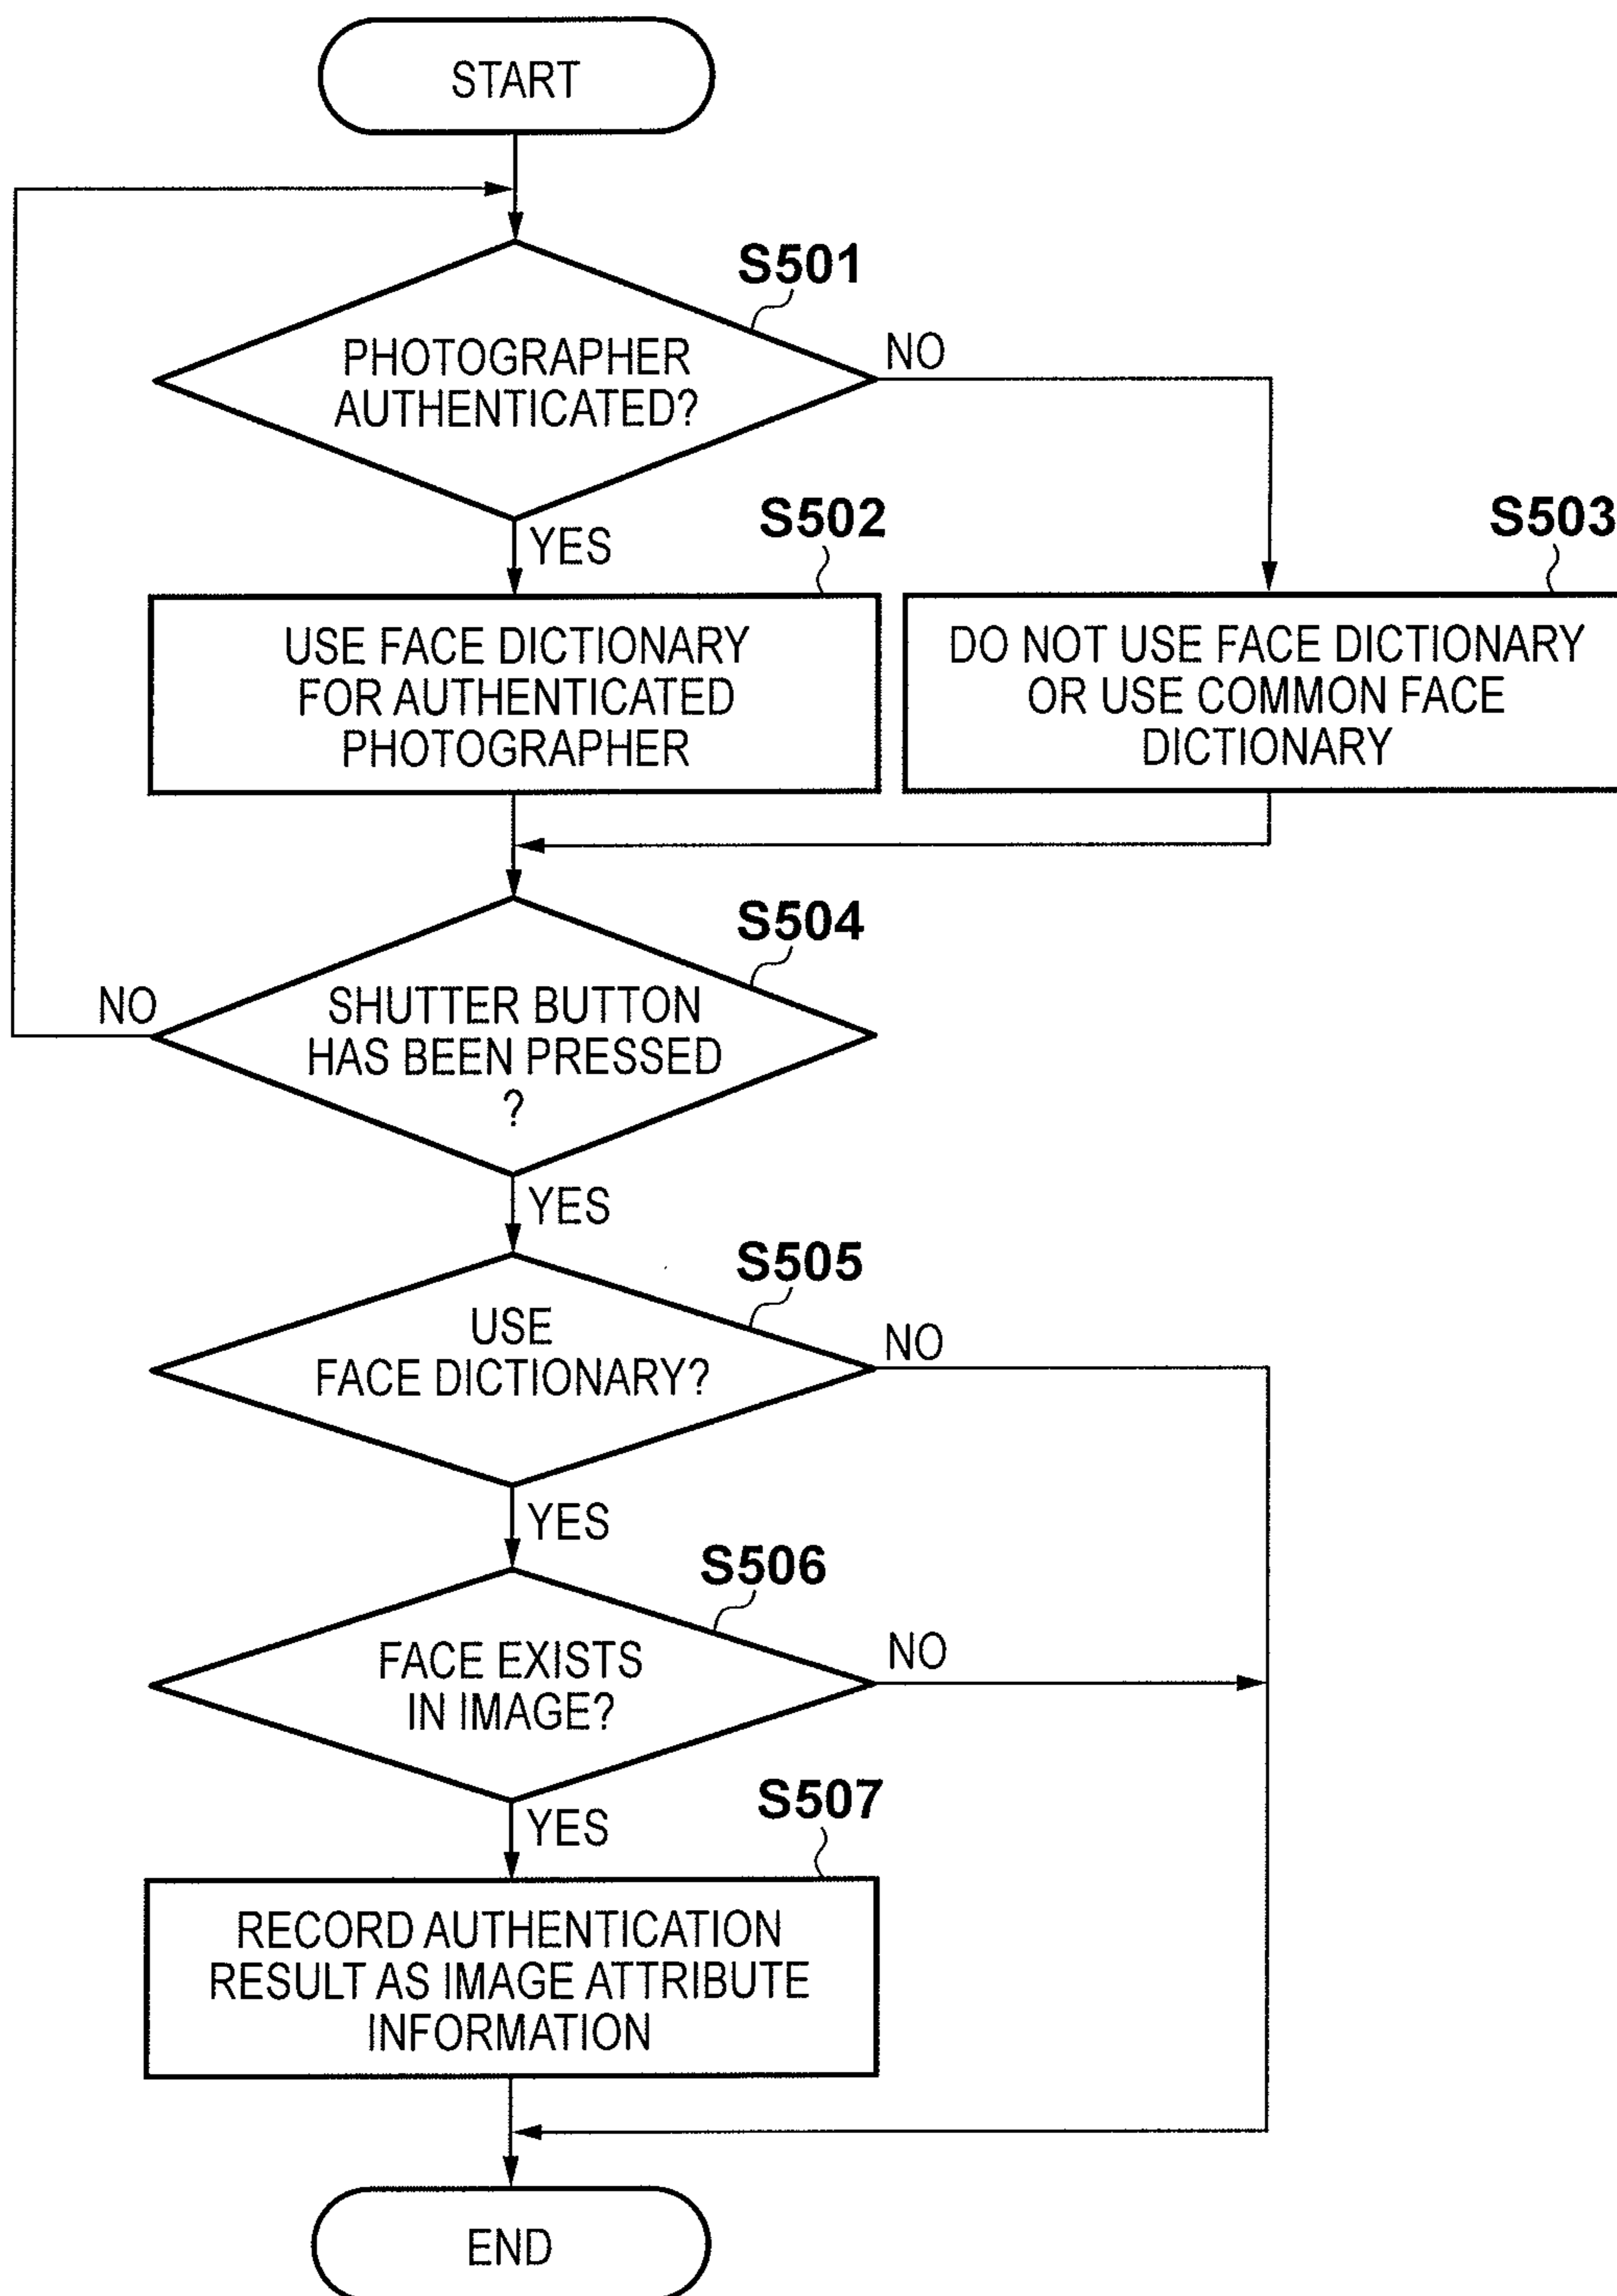 START
S501
PHOTOGRAPHER
AUTHENTICATED?
NO
YES
S502
USE FACE DICTIONARY
FOR AUTHENTICATED
PHOTOGRAPHER
S503
DO NOT USE FACE DICTIONARY
OR USE COMMON FACE
DICTIONARY
S504
SHUTTER BUTTON
HAS BEEN PRESSED
?
NO
YES
S505
USE
FACE DICTIONARY?
NO
YES
S506
FACE EXISTS
IN IMAGE?
NO
YES
S507
RECORD AUTHENTICATION
RESULT AS IMAGE ATTRIBUTE
INFORMATION
END